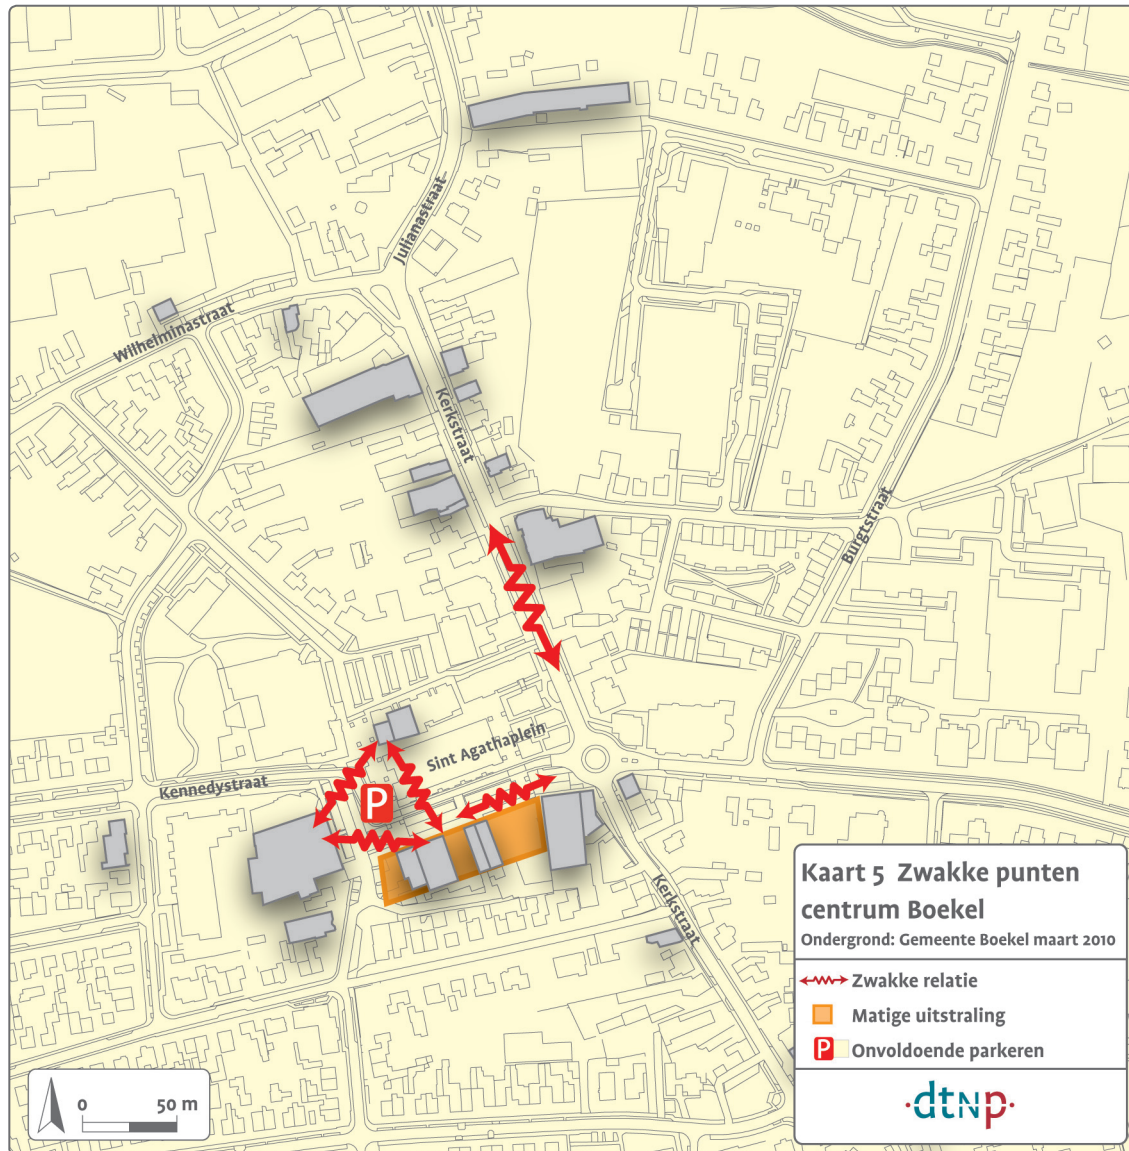 Julianastraat
Wilhelminastraat
Kerkstraat
Burgtstraat
Sint Agathaplein
Kennedystraat
P
Kerkstraat
Kaart 5 Zwakke punten
centrum Boekel
Ondergrond: Gemeente Boekel maart 2010
Zwakke relatie
Matige uitstraling
P Onvoldoende parkeren
·dtNp·
0 50 m